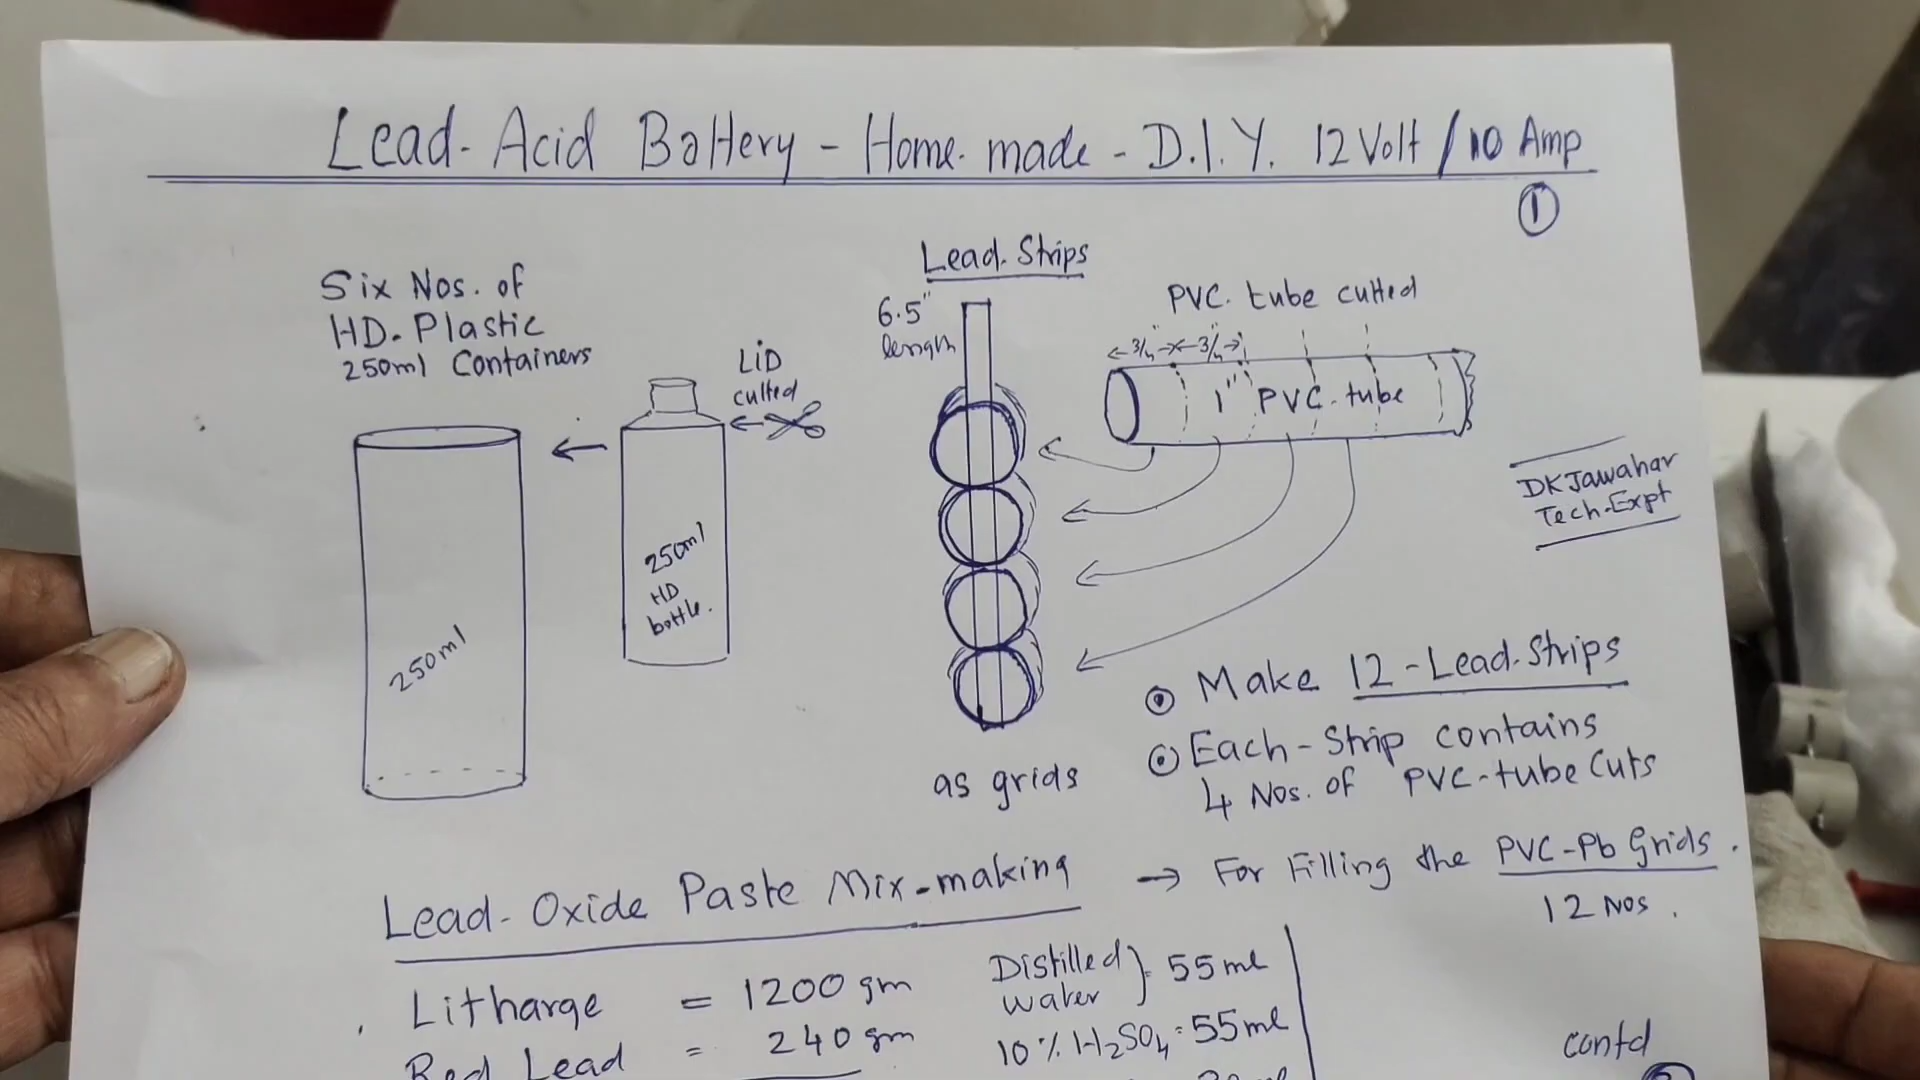 Lead-Acid Battery - Home-made - D.I.Y. 12 Volt / 10 Amp
1
Six Nos. of
HD. Plastic
250ml Containers
LiD
cutted
250ml
250ml
HD
bottle.
Lead-Strips
6.5"
length
as grids
PVC. tube cutted
3/4" 3/4"
1" PVC-tube
DKJawahar
Tech-Expt
Make 12-Lead-Strips
Each-Strip contains
4 Nos. of PVC-tube Cuts
Lead-Oxide Paste Mix-making → For Filling the PVC-Pb Grids.
12 Nos.
Litharge = 1200 gm
Red Lead = 240 gm
Distilled
water } = 55 ml
10% H2SO4 = 55 ml
contd